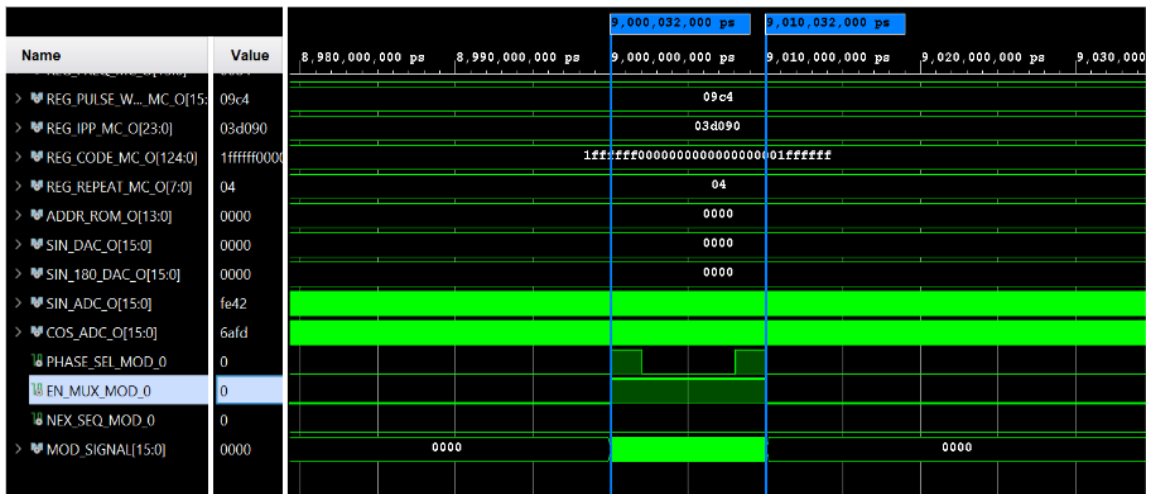 9,000,032,000 ps 9,010,032,000 ps
Name Value 8,980,000,000 ps 8,990,000,000 ps 9,000,000,000 ps 9,010,000,000 ps 9,020,000,000 ps 9,030,000
> REG_PULSE_W..._MC_O[15: 09c4 09c4
> REG_IPP_MC_O[23:0] 03d090 03d090
> REG_CODE_MC_O[124:0] 1ffffff0000
> REG_REPEAT_MC_O[7:0] 04 04
> ADDR_ROM_O[13:0] 0000 0000
> SIN_DAC_O[15:0] 0000 0000
> SIN_180_DAC_O[15:0] 0000 0000
> SIN_ADC_O[15:0] fe42
> COS_ADC_O[15:0] 6afd
PHASE_SEL_MOD_0 0
EN_MUX_MOD_0 0
NEX_SEQ_MOD_0 0
> MOD_SIGNAL[15:0] 0000 0000 0000